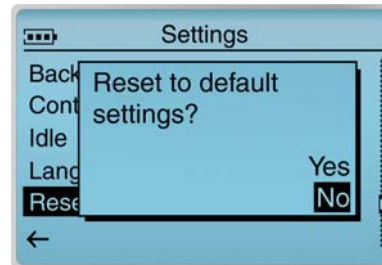 Settings
Back
Cont
Idle
Lang
Rese
Reset to default
settings?
Yes
No